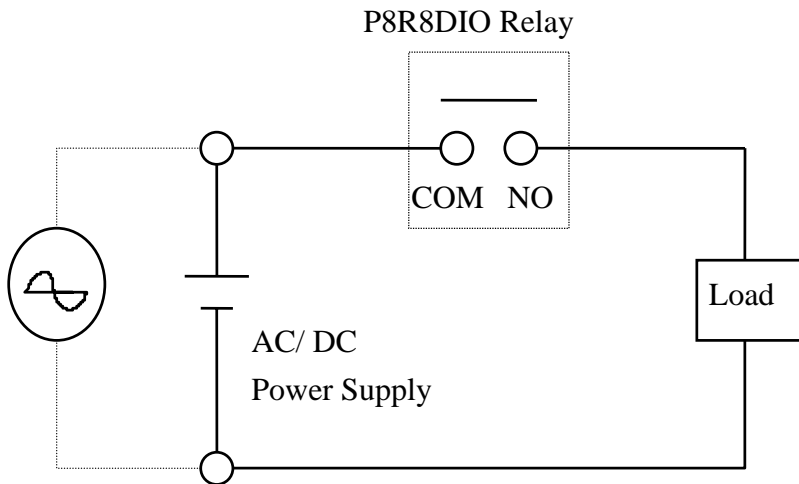 P8R8DIO Relay
COM NO
Load
AC/ DC
Power Supply